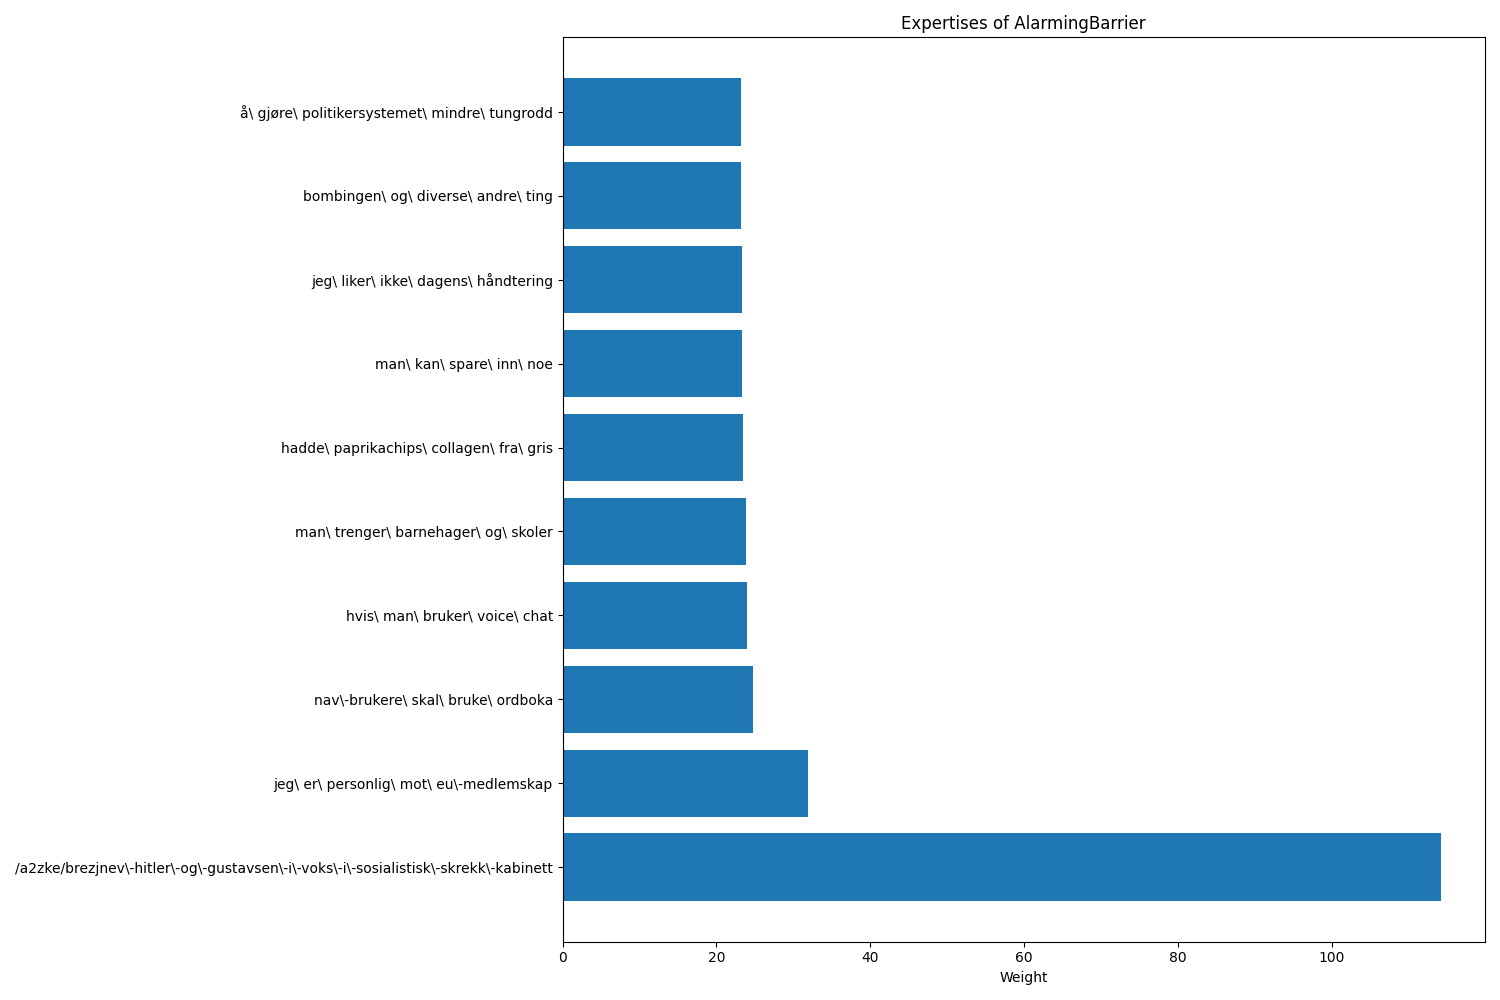 Expertises of AlarmingBarrier
å\ gjøre\ politikersystemet\ mindre\ tungrodd
bombingen\ og\ diverse\ andre\ ting
jeg\ liker\ ikke\ dagens\ håndtering
man\ kan\ spare\ inn\ noe
hadde\ paprikachips\ collagen\ fra\ gris
man\ trenger\ barnehager\ og\ skoler
hvis\ man\ bruker\ voice\ chat
nav\-brukere\ skal\ bruke\ ordboka
jeg\ er\ personlig\ mot\ eu\-medlemskap
/a2zke/brezjnev\-hitler\-og\-gustavsen\-i\-voks\-i\-sosialistisk\-skrekk\-kabinett
0 20 40 60 80 100
Weight